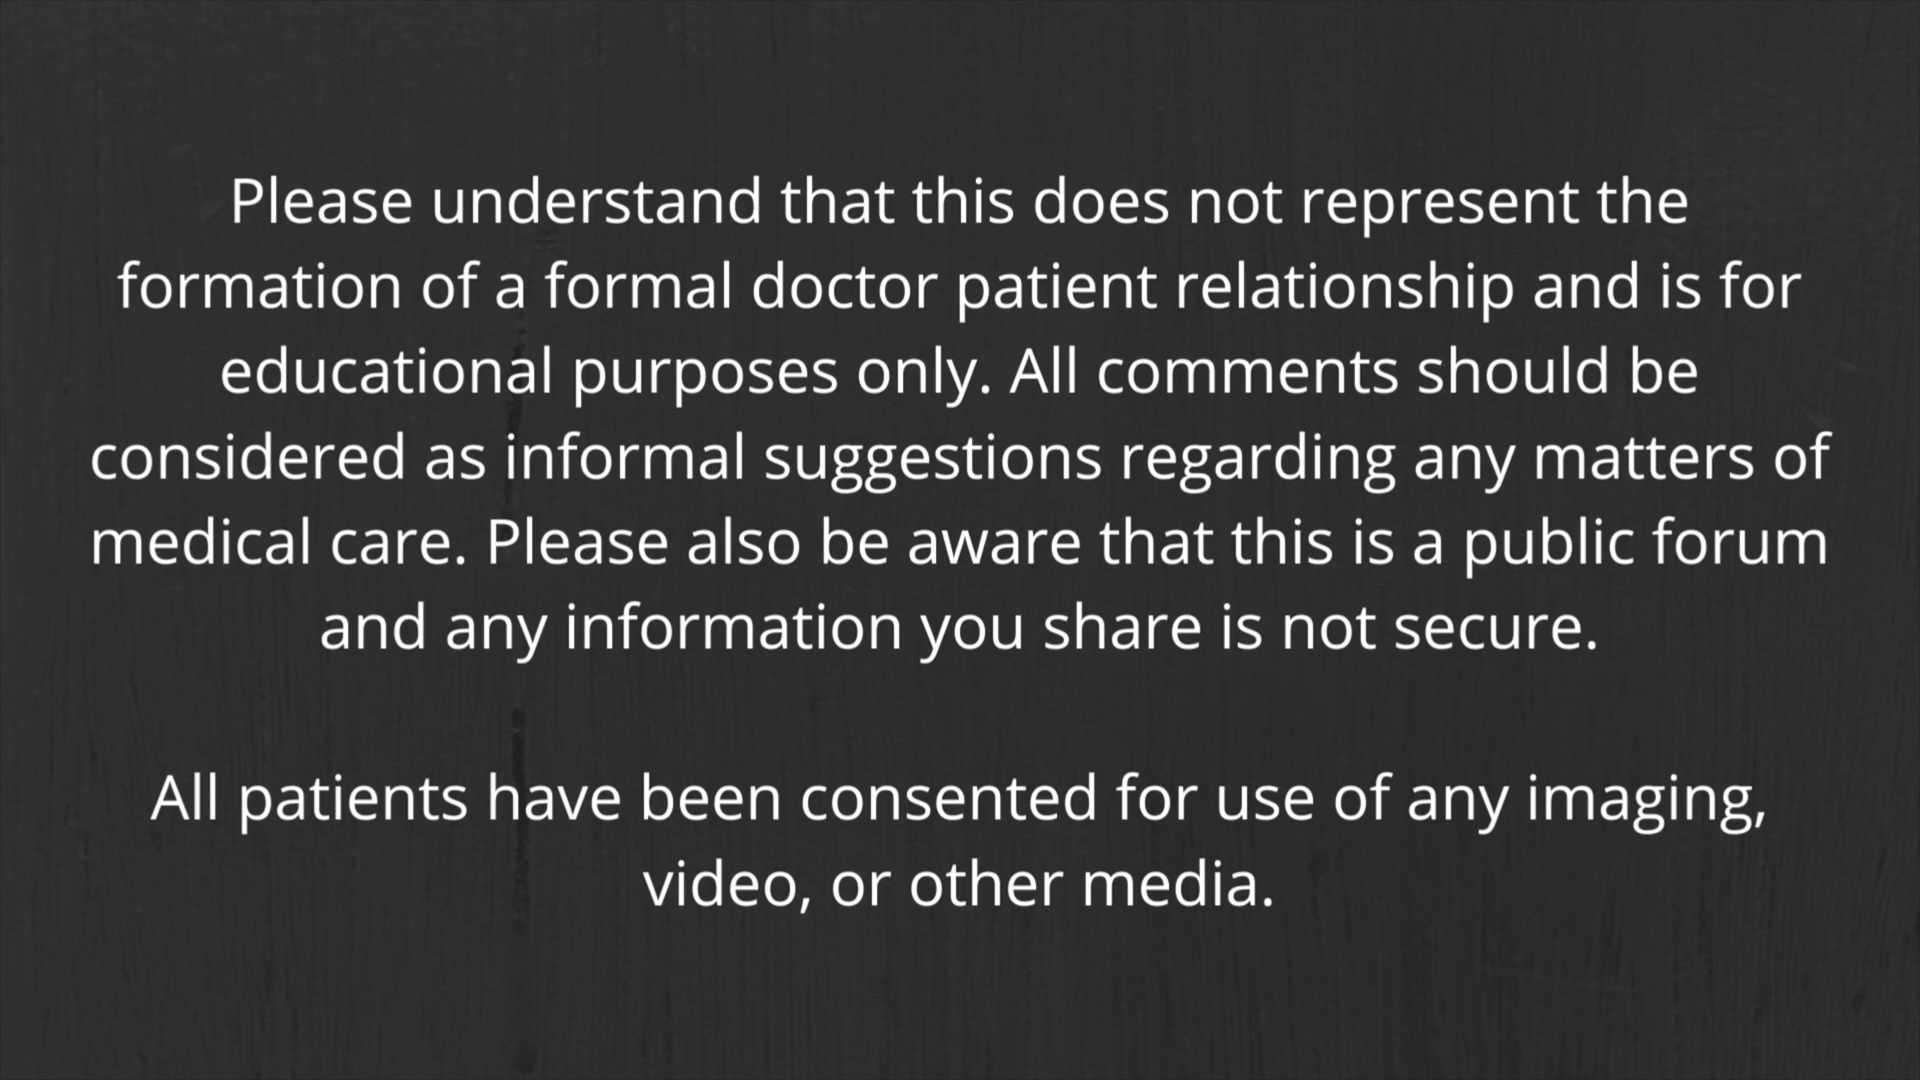 Please understand that this does not represent the
formation of a formal doctor patient relationship and is for
educational purposes only. All comments should be
considered as informal suggestions regarding any matters of
medical care. Please also be aware that this is a public forum
and any information you share is not secure.
All patients have been consented for use of any imaging,
video, or other media.